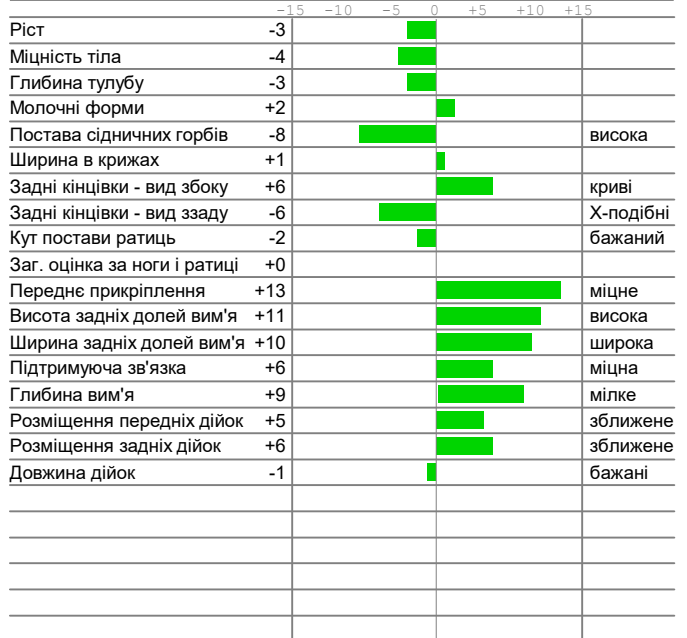 -15 -10 -5 0 +5 +10 +15
Ріст -3
Міцність тіла -4
Глибина тулубу -3
Молочні форми +2
Постава сідничних горбів -8 висока
Ширина в крижах +1
Задні кінцівки - вид збоку +6 криві
Задні кінцівки - вид ззаду -6 Х-подібні
Кут постави ратиць -2 бажаний
Заг. оцінка за ноги і ратиці +0
Переднє прикріплення +13 міцне
Висота задніх долей вим'я +11 висока
Ширина задніх долей вим'я +10 широка
Підтримуюча зв'язка +6 міцна
Глибина вим'я +9 мілке
Розміщення передніх дійок +5 зближене
Розміщення задніх дійок +6 зближене
Довжина дійок -1 бажані